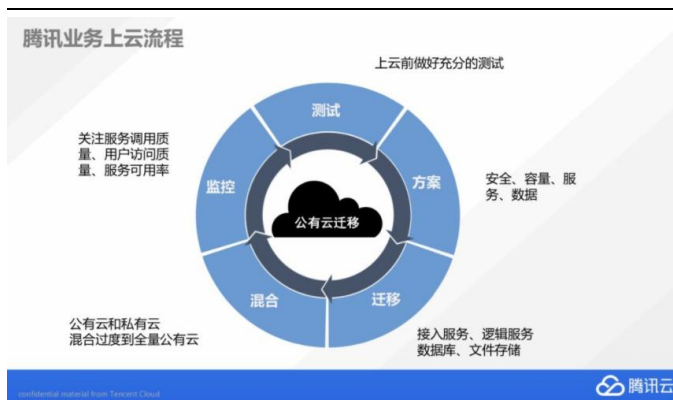 腾讯业务上云流程
上云前做好充分的测试
测试
关注服务调用质
量、用户访问质
量、服务可用率
监控
方案
安全、容量、服
务、数据
公有云迁移
混合
迁移
公有云和私有云
混合过度到全量公有云
接入服务、逻辑服务
数据库、文件存储
confidential material from Tencent Cloud
腾讯云